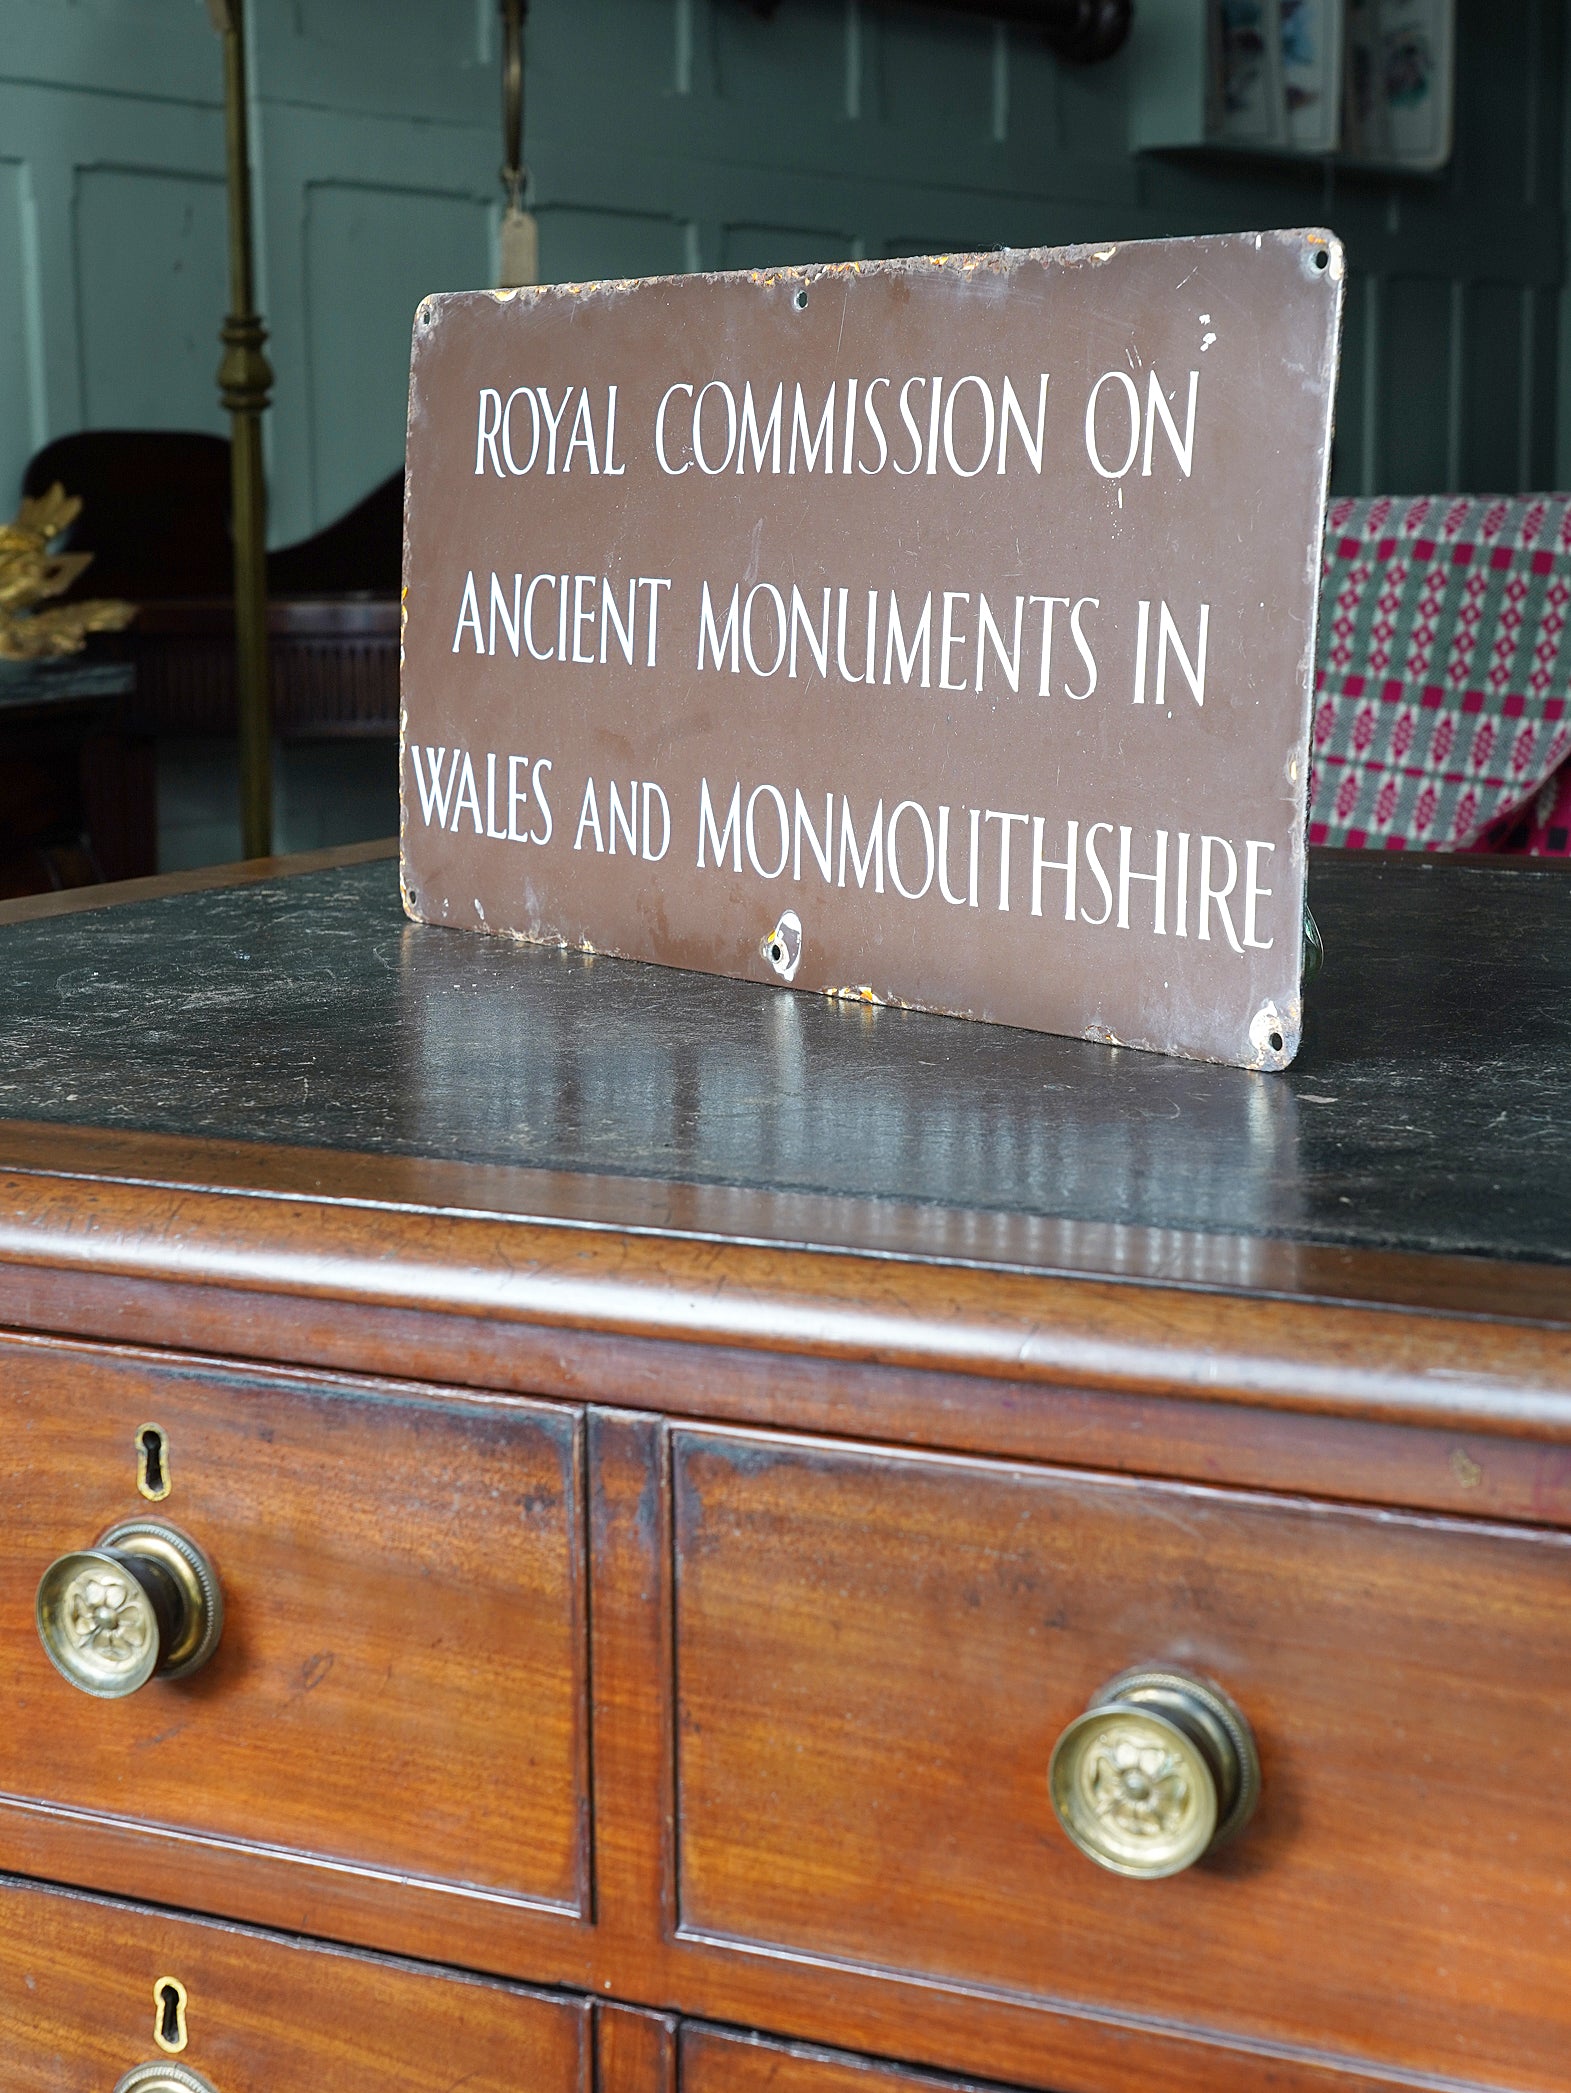 ROYAL COMMISSION ON
ANCIENT MONUMENTS IN
WALES AND MONMOUTHSHIRE